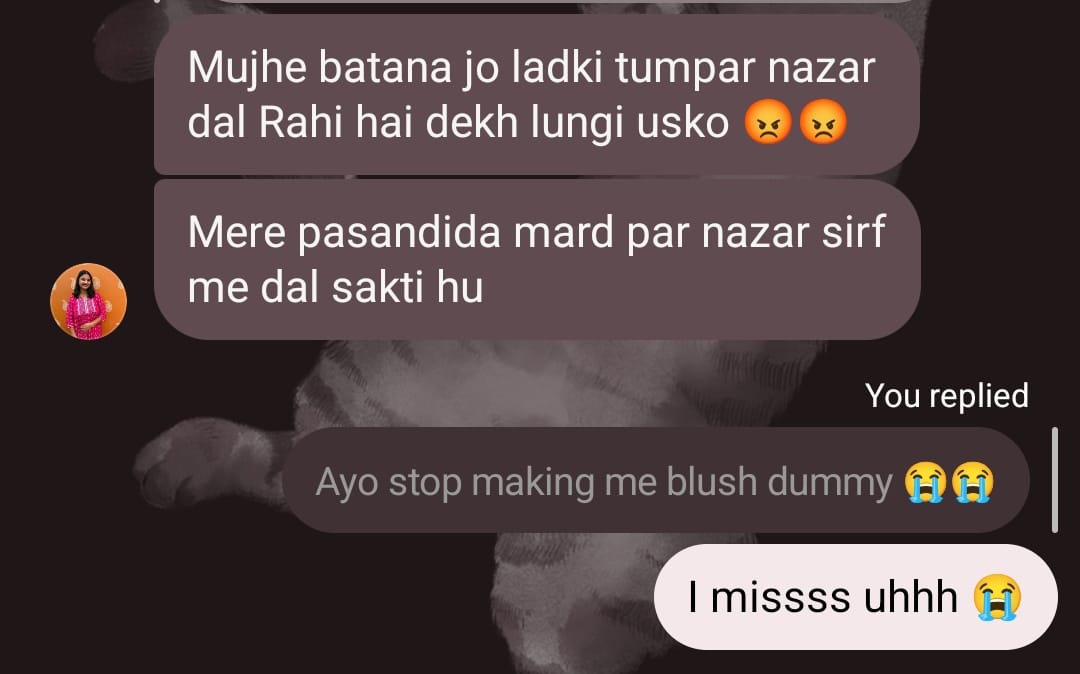 Mujhe batana jo ladki tumpar nazar
dal Rahi hai dekh lungi usko 😡😡
Mere pasandida mard par nazar sirf
me dal sakti hu
You replied
Ayo stop making me blush dummy 😭😭
I missss uhhh 😭